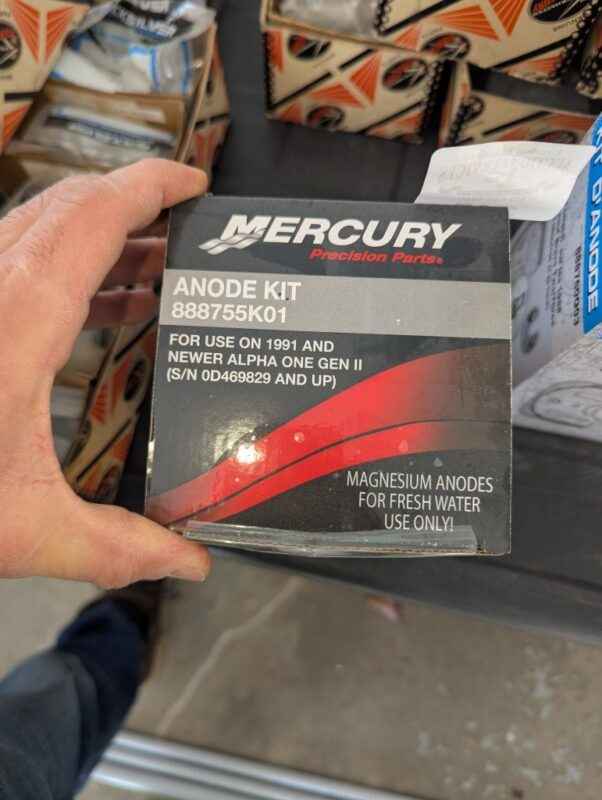 MERCURY
Precision Parts
ANODE KIT
888755K01
FOR USE ON 1991 AND
NEWER ALPHA ONE GEN II
(S/N 0D469829 AND UP)
MAGNESIUM ANODES
FOR FRESH WATER
USE ONLY!
KIT D'ANODE